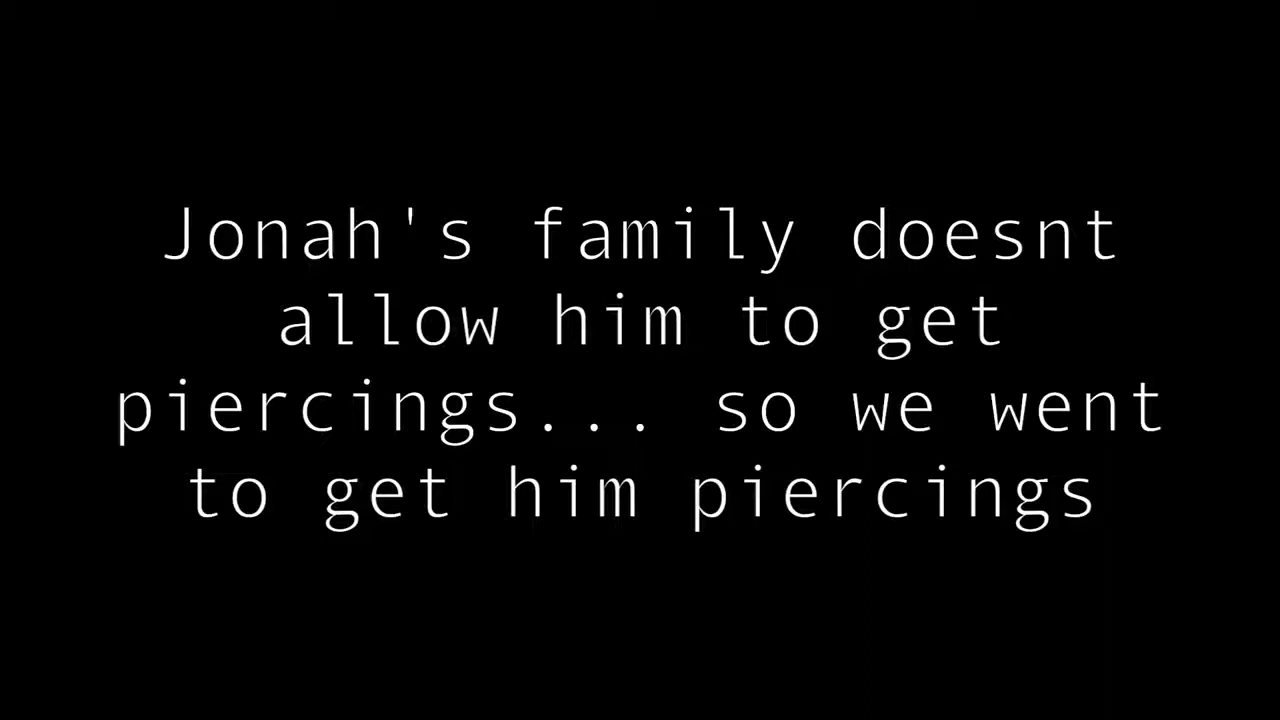 Jonah's family doesnt
allow him to get
piercings... so we went
to get him piercings